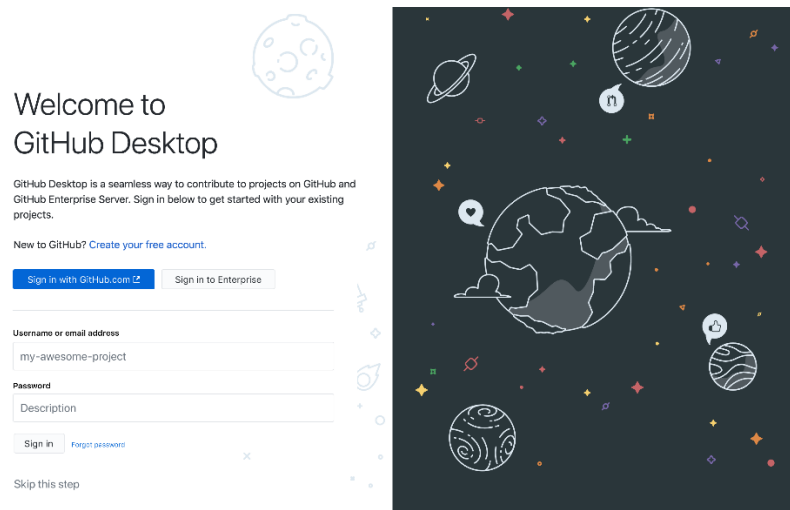 Welcome to
GitHub Desktop
GitHub Desktop is a seamless way to contribute to projects on GitHub and
GitHub Enterprise Server. Sign in below to get started with your existing
projects.
New to GitHub? Create your free account.
Sign in with GitHub.com
Sign in to Enterprise
Username or email address
my-awesome-project
Password
Description
Sign in
Forgot password
Skip this step